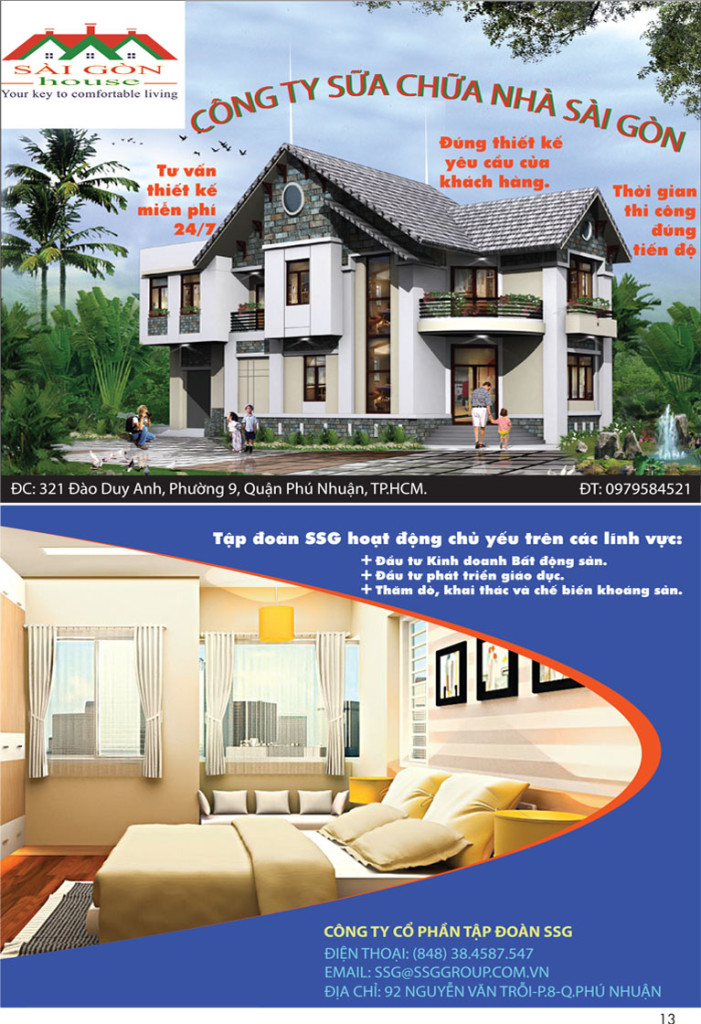 SÀI GÒN
house
Your key to comfortable living
CÔNG TY SỮA CHỮA NHÀ SÀI GÒN
Tư vấn
thiết kế
miễn phí
24/7
Đúng thiết kế
yêu cầu của
khách hàng.
Thời gian
thi công
đúng
tiến độ
ĐC: 321 Đào Duy Anh, Phường 9, Quận Phú Nhuận, TP.HCM.
ĐT: 0979584521
Tập đoàn SSG hoạt động chủ yếu trên các lĩnh vực:
+ Đầu tư Kinh doanh Bất động sản.
+ Đầu tư phát triển giáo dục.
+ Thăm dò, khai thác và chế biến khoáng sản.
CÔNG TY CỔ PHẦN TẬP ĐOÀN SSG
ĐIỆN THOẠI: (848) 38.4587.547
EMAIL: SSG@SSGGROUP.COM.VN
ĐỊA CHỈ: 92 NGUYỄN VĂN TRỖI-P.8-Q.PHÚ NHUẬN
13